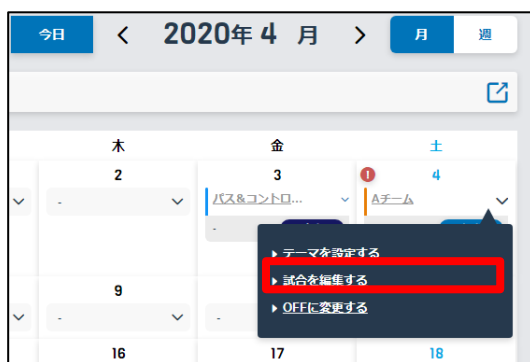 今日 < 2020年 4 月 > 月 週
木 金 土
2 3 ! 4
- パス&コントロ... Aチーム
-
▸ テーマを設定する
▸ 試合を編集する
▸ OFFに変更する
9
- -
16 17 18